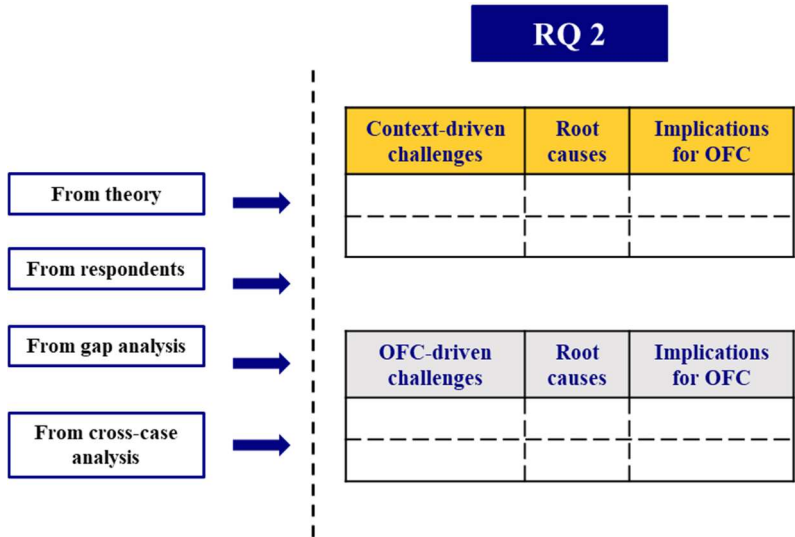 RQ 2
From theory
From respondents
From gap analysis
From cross-case
analysis
Context-driven
challenges
Root
causes
Implications
for OFC
OFC-driven
challenges
Root
causes
Implications
for OFC